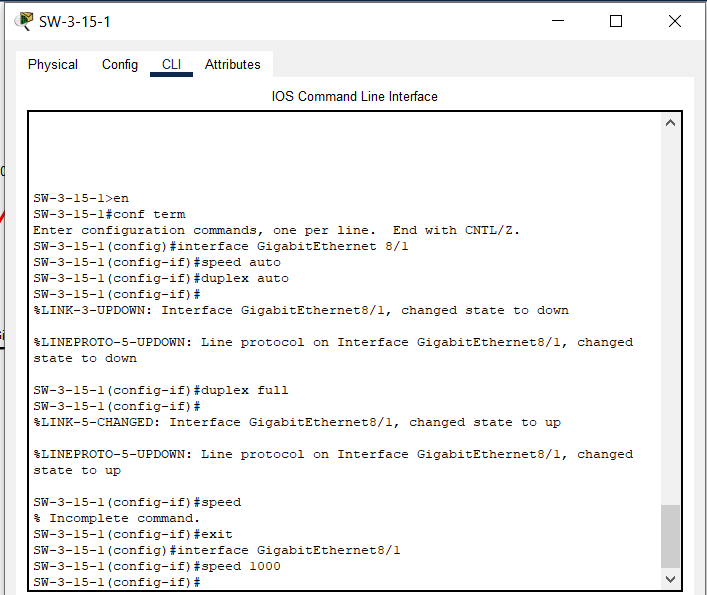 SW-3-15-1
Physical Config CLI Attributes
IOS Command Line Interface
SW-3-15-1>en
SW-3-15-1#conf term
Enter configuration commands, one per line.  End with CNTL/Z.
SW-3-15-1(config)#interface GigabitEthernet 8/1
SW-3-15-1(config-if)#speed auto
SW-3-15-1(config-if)#duplex auto
SW-3-15-1(config-if)#
%LINK-3-UPDOWN: Interface GigabitEthernet8/1, changed state to down
%LINEPROTO-5-UPDOWN: Line protocol on Interface GigabitEthernet8/1, changed
state to down
SW-3-15-1(config-if)#duplex full
SW-3-15-1(config-if)#
%LINK-5-CHANGED: Interface GigabitEthernet8/1, changed state to up
%LINEPROTO-5-UPDOWN: Line protocol on Interface GigabitEthernet8/1, changed
state to up
SW-3-15-1(config-if)#speed
% Incomplete command.
SW-3-15-1(config-if)#exit
SW-3-15-1(config)#interface GigabitEthernet8/1
SW-3-15-1(config-if)#speed 1000
SW-3-15-1(config-if)#